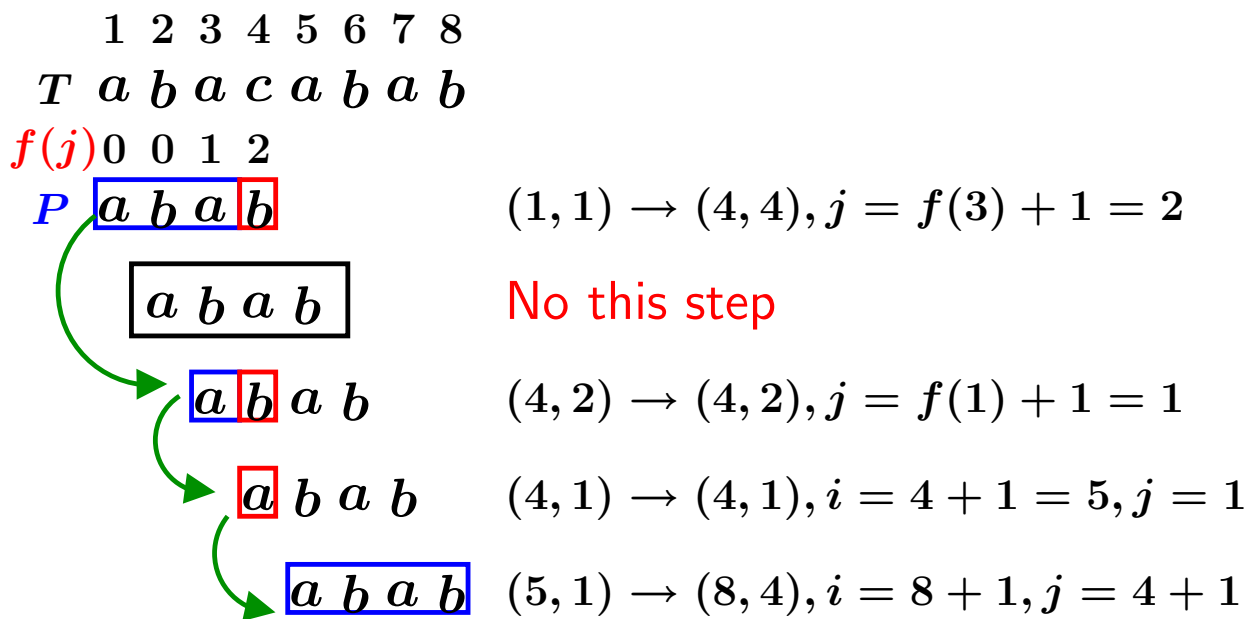 1 2 3 4 5 6 7 8
T a b a c a b a b
f(j) 0 0 1 2
P a b a b (1, 1) → (4, 4), j = f(3) + 1 = 2
a b a b No this step
a b a b (4, 2) → (4, 2), j = f(1) + 1 = 1
a b a b (4, 1) → (4, 1), i = 4 + 1 = 5, j = 1
a b a b (5, 1) → (8, 4), i = 8 + 1, j = 4 + 1